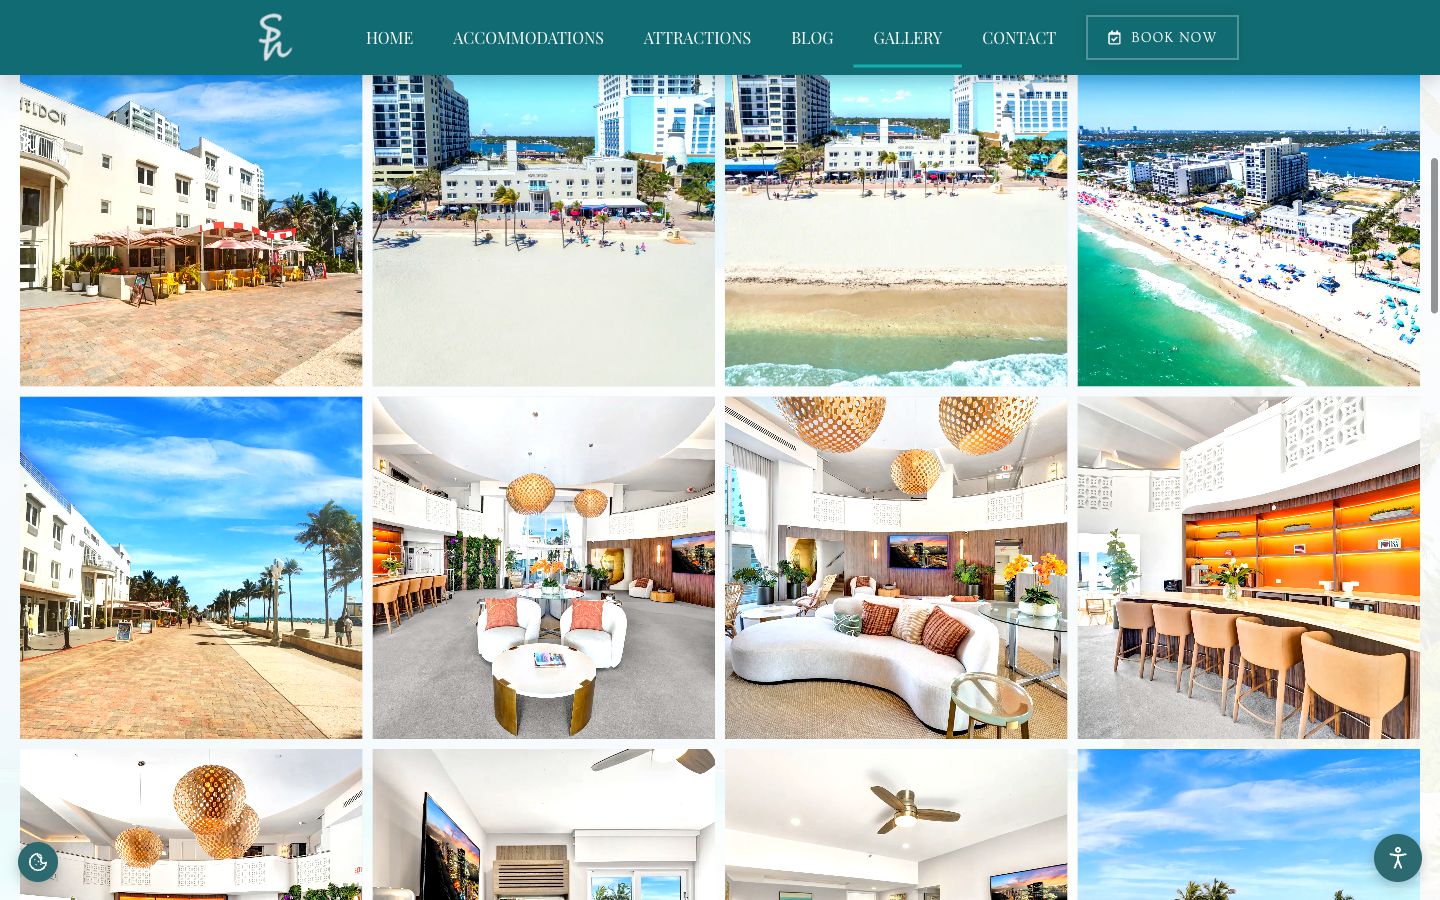 HOME
ACCOMMODATIONS
ATTRACTIONS
BLOG
GALLERY
CONTACT
BOOK NOW